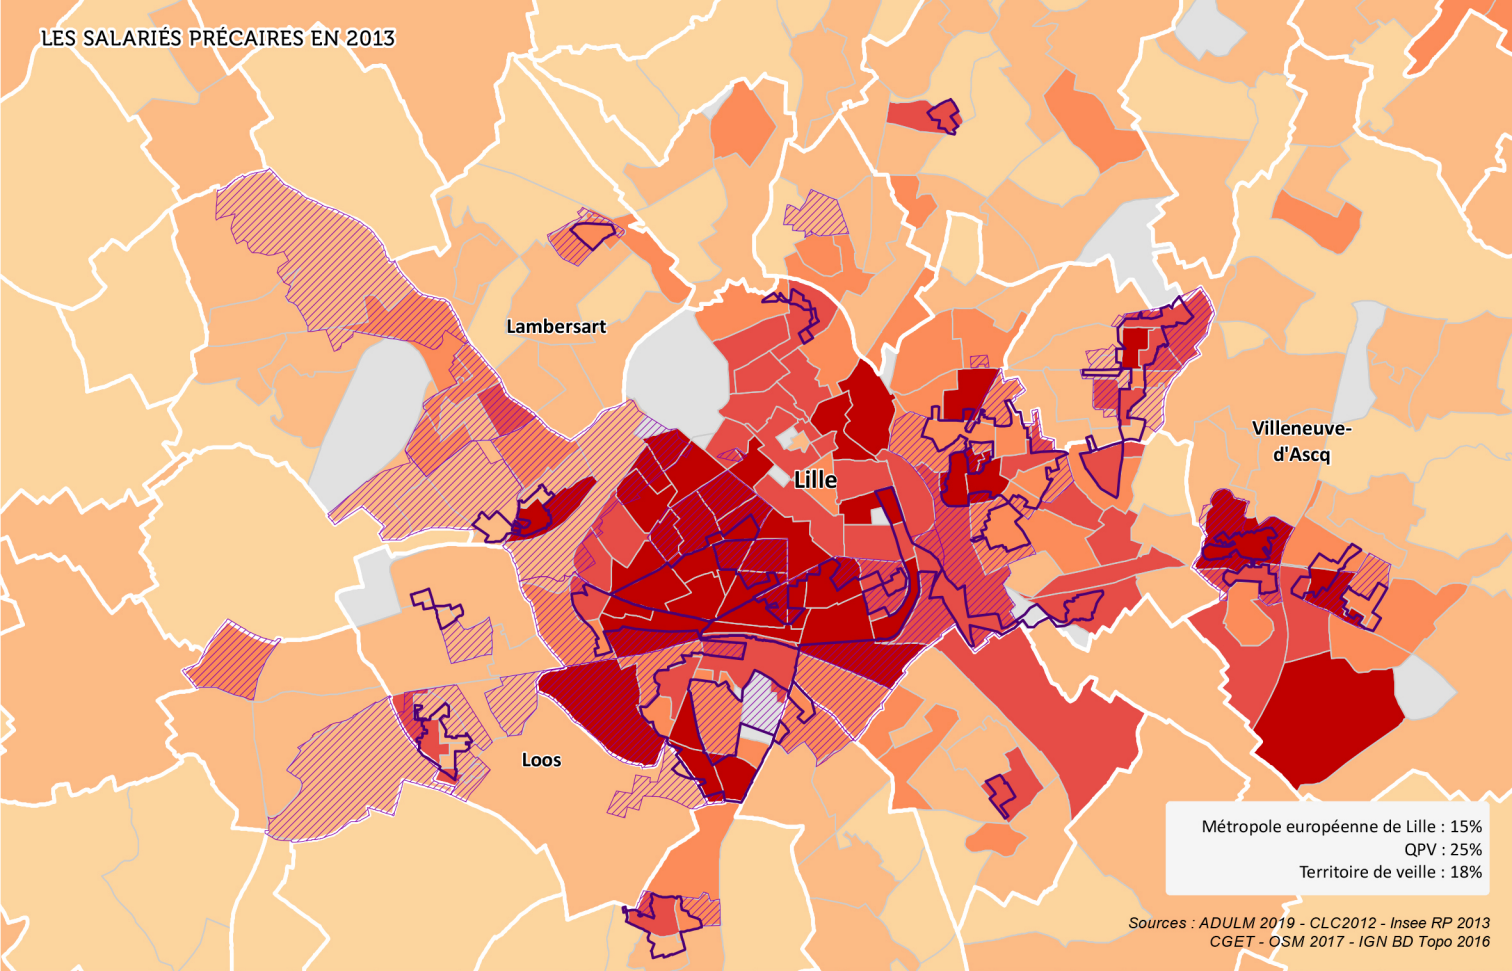 LES SALARIÉS PRÉCAIRES EN 2013
Lambersart
Villeneuve-
d'Ascq
Lille
Loos
Métropole européenne de Lille : 15%
QPV : 25%
Territoire de veille : 18%
Sources : ADULM 2019 - CLC2012 - Insee RP 2013
CGET - OSM 2017 - IGN BD Topo 2016